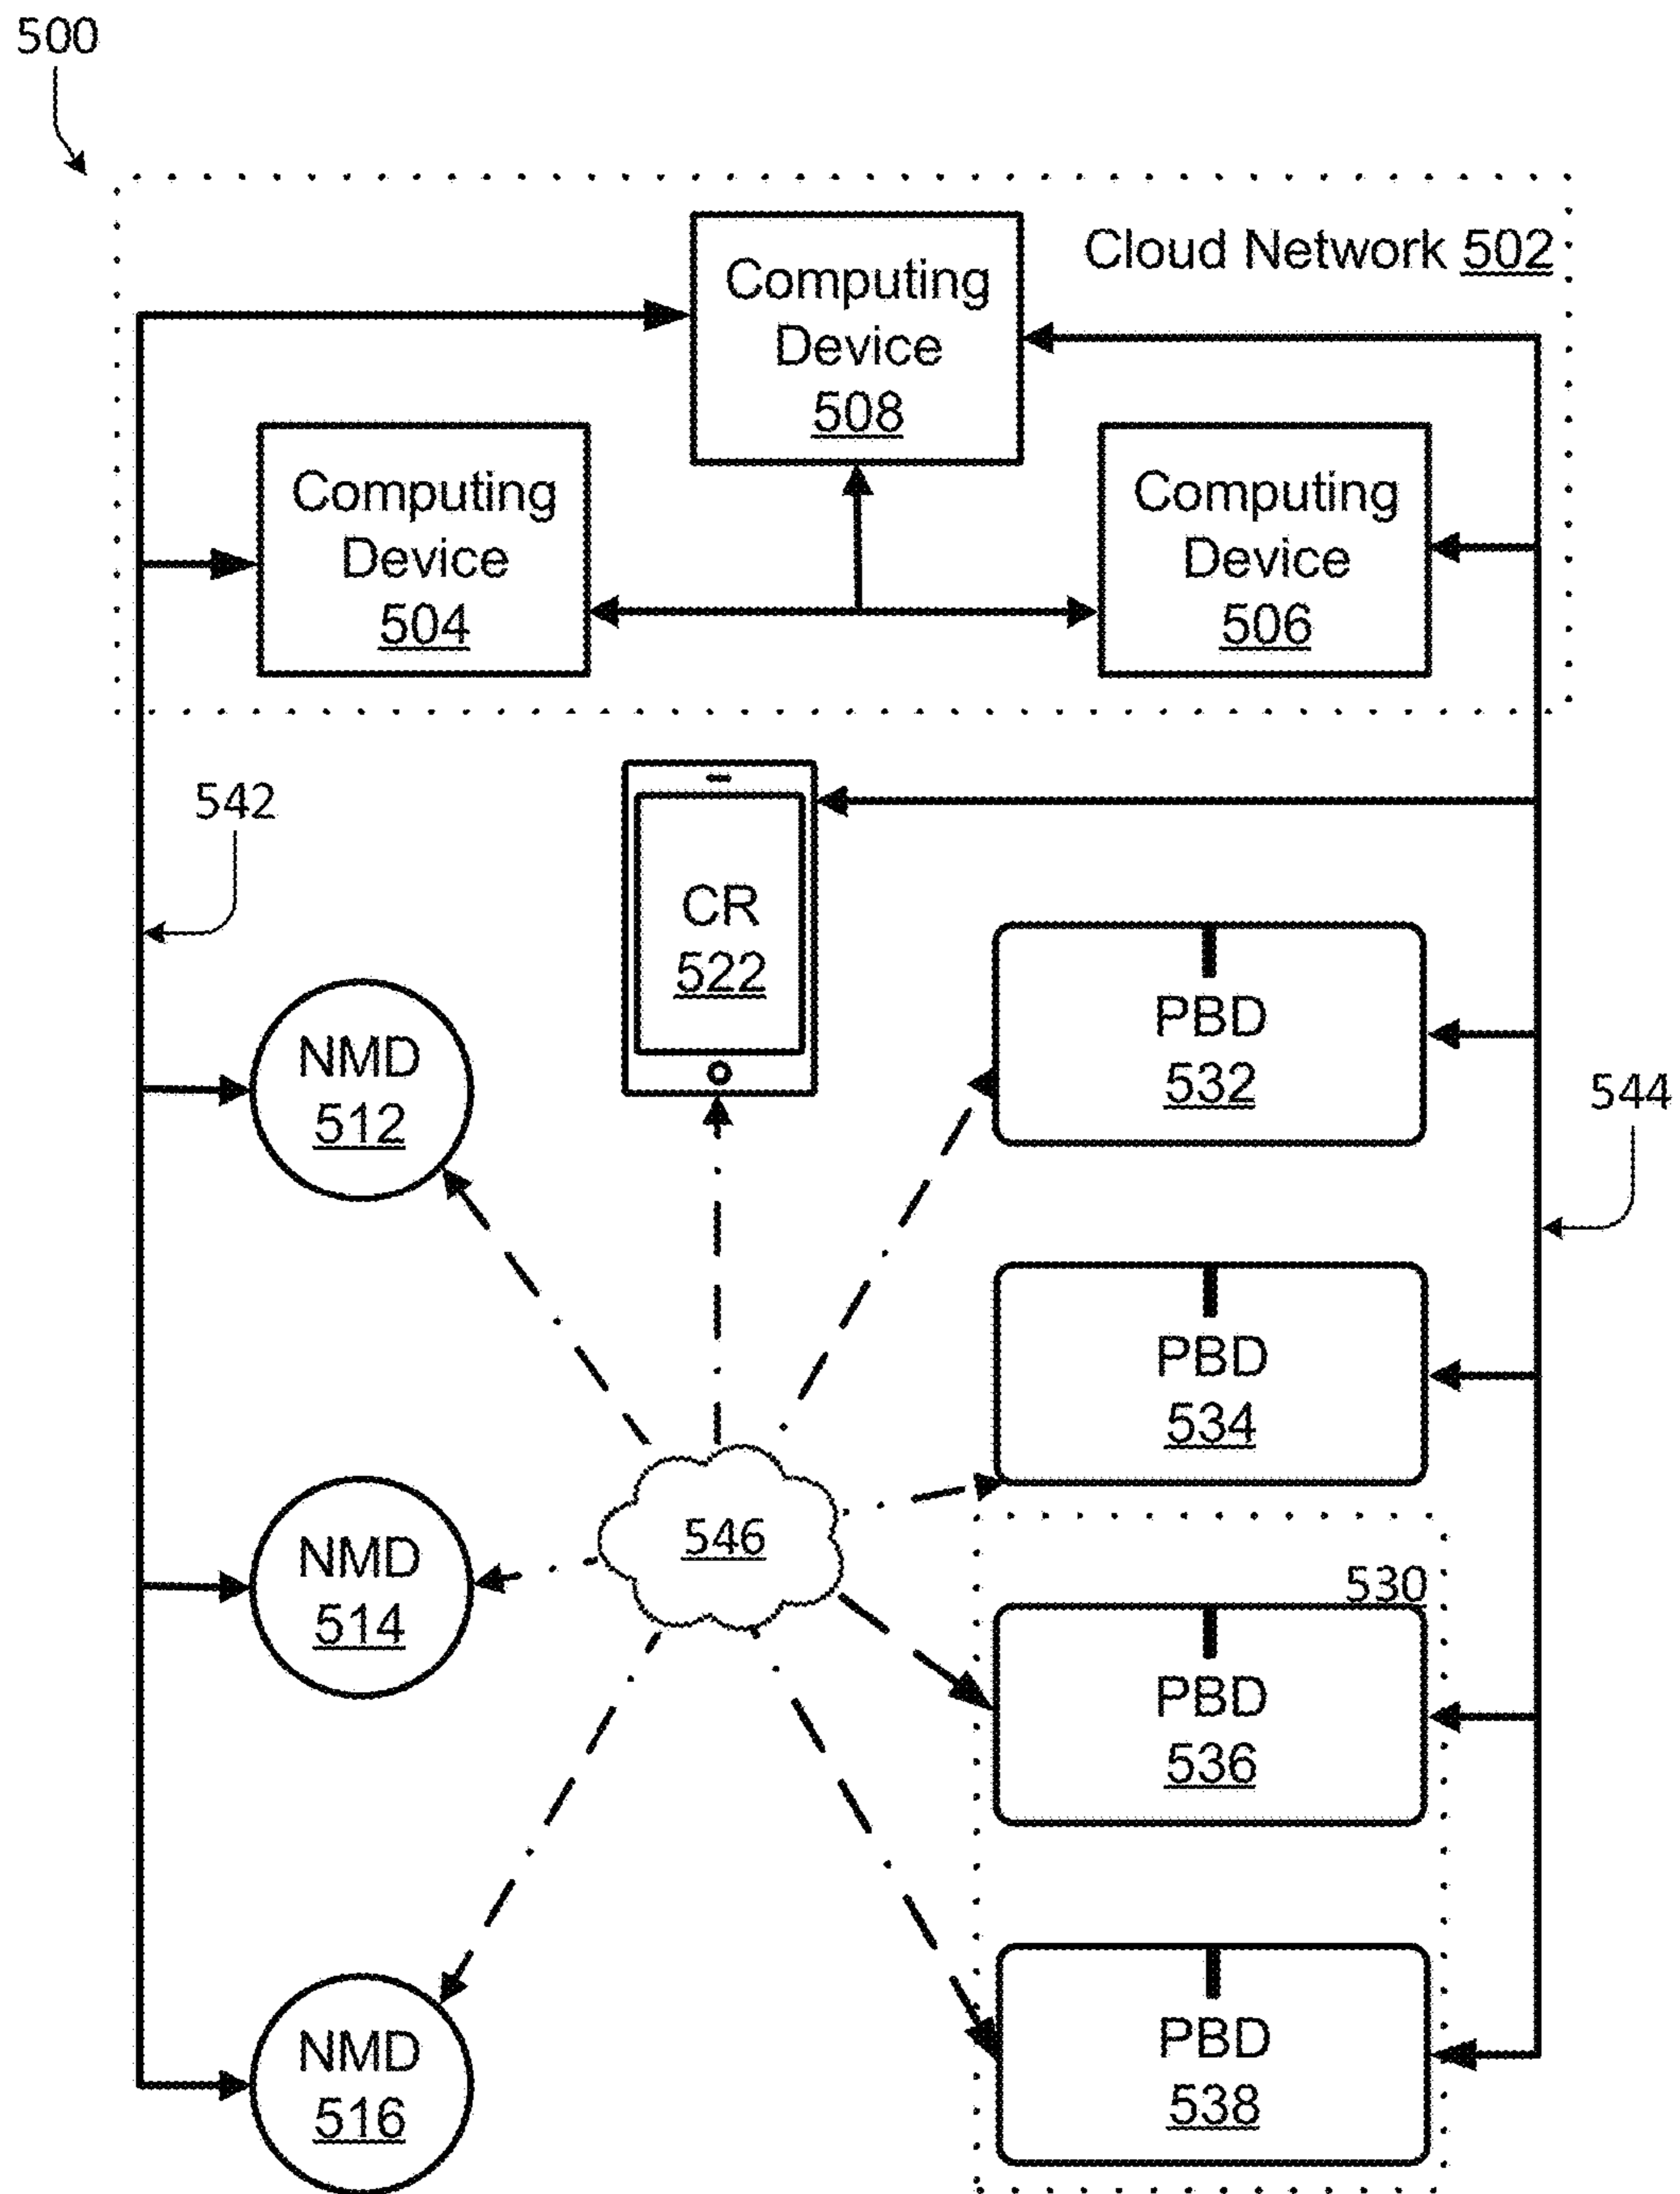 500
Cloud Network 502
Computing
Device
508
Computing
Device
504
Computing
Device
506
542
CR
522
NMD
512
PBD
532
544
PBD
534
546
NMD
514
530
PBD
536
NMD
516
PBD
538